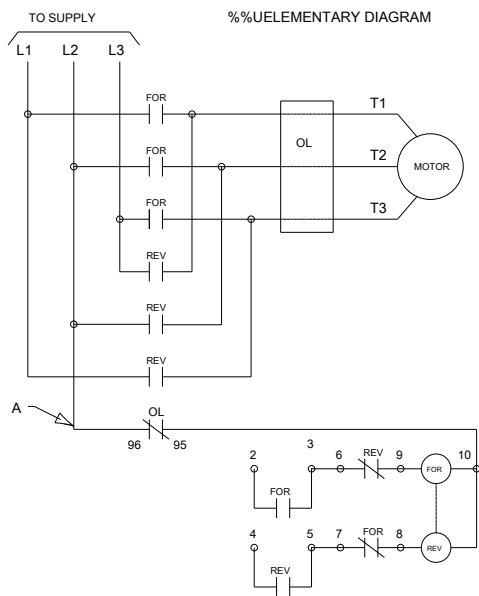 TO SUPPLY
%%UELEMENTARY DIAGRAM
L1 L2 L3
FOR
T1
OL
FOR
T2
MOTOR
FOR
T3
REV
REV
REV
A
OL
96 95
2 3 6 REV 9 FOR 10
FOR
4 5 7 FOR 8 REV
REV